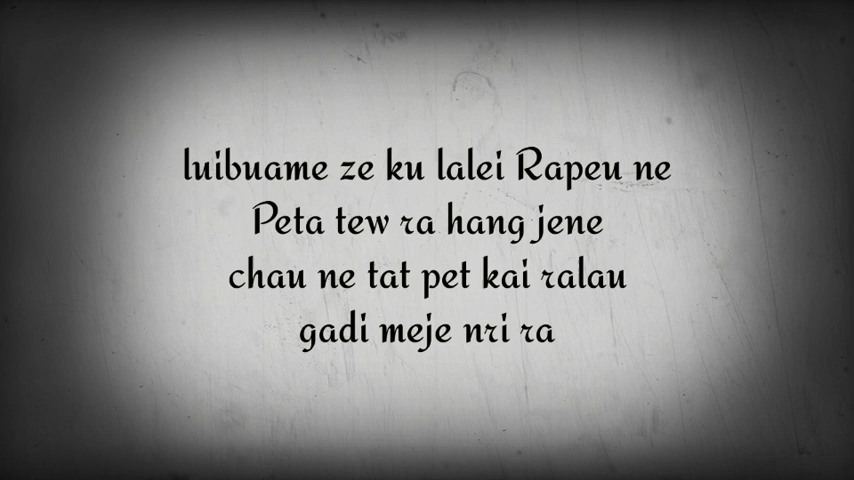 luibuame ze ku lalei Rapeu ne
Peta tew ra hang jene
chau ne tat pet kai ralau
gadi meje nri ra